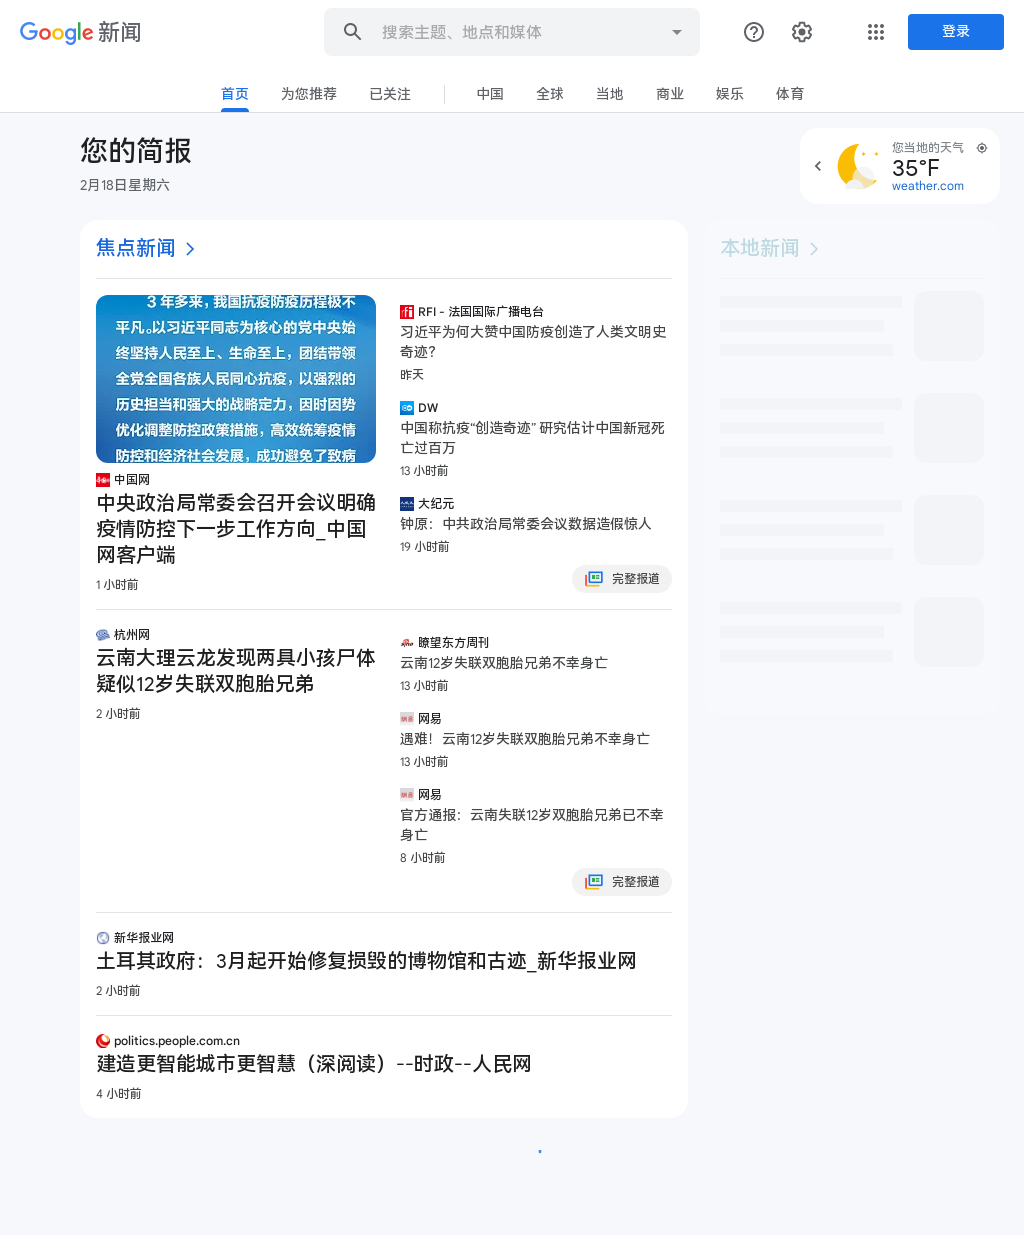 Google 新闻
搜索主题、地点和媒体
登录
首页 为您推荐 已关注 中国 全球 当地 商业 娱乐 体育
您的简报
2月18日星期六
您当地的天气
35°F
weather.com
焦点新闻
本地新闻
3 年多来，我国抗疫防疫历程极不
平凡。以习近平同志为核心的党中央始
终坚持人民至上、生命至上，团结带领
全党全国各族人民同心抗疫，以强烈的
历史担当和强大的战略定力，因时因势
优化调整防控政策措施，高效统筹疫情
防控和经济社会发展，成功避免了致病
中国网
中央政治局常委会召开会议明确
疫情防控下一步工作方向_中国
网客户端
1 小时前
RFI - 法国国际广播电台
习近平为何大赞中国防疫创造了人类文明史
奇迹？
昨天
DW
中国称抗疫“创造奇迹” 研究估计中国新冠死
亡过百万
13 小时前
大纪元
钟原：中共政治局常委会议数据造假惊人
19 小时前
完整报道
杭州网
云南大理云龙发现两具小孩尸体
疑似12岁失联双胞胎兄弟
2 小时前
瞭望东方周刊
云南12岁失联双胞胎兄弟不幸身亡
13 小时前
网易
遇难！云南12岁失联双胞胎兄弟不幸身亡
13 小时前
网易
官方通报：云南失联12岁双胞胎兄弟已不幸
身亡
8 小时前
完整报道
新华报业网
土耳其政府：3月起开始修复损毁的博物馆和古迹_新华报业网
2 小时前
politics.people.com.cn
建造更智能城市更智慧（深阅读）--时政--人民网
4 小时前